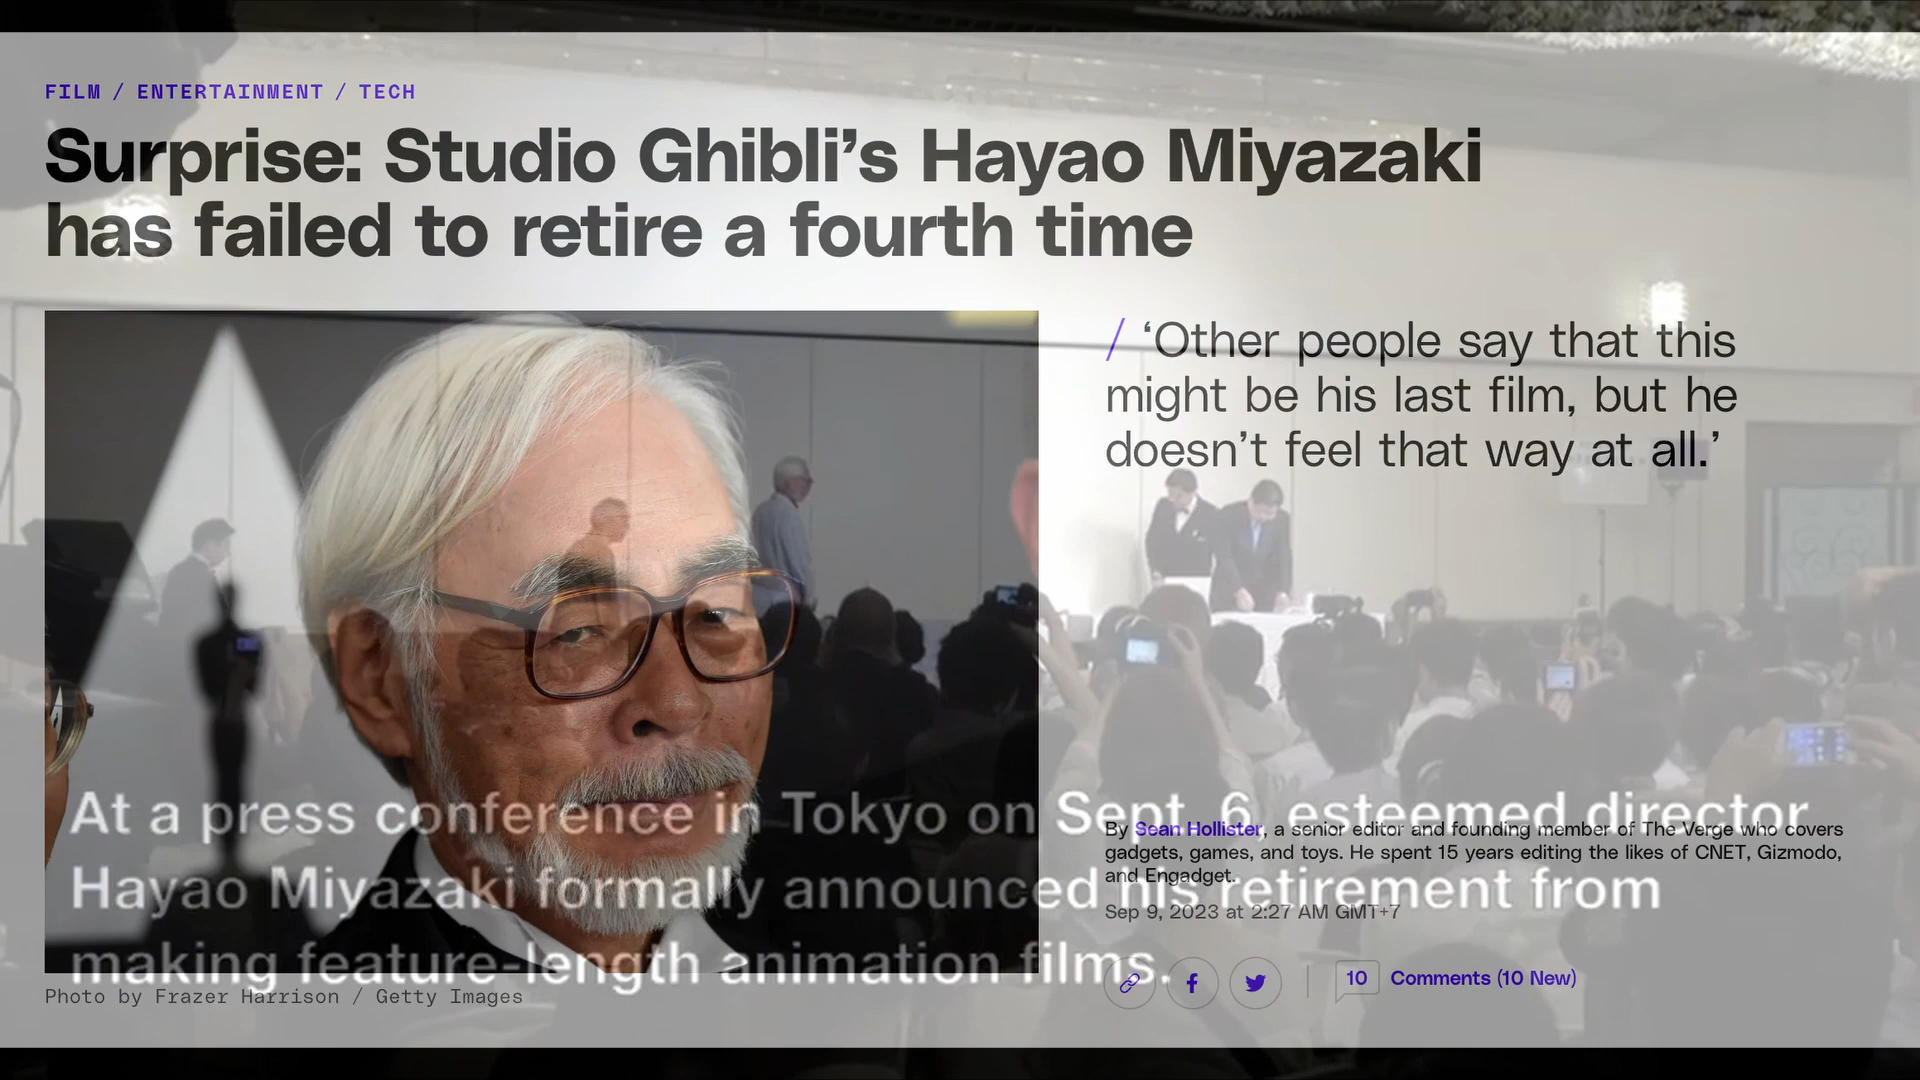 FILM / ENTERTAINMENT / TECH
Surprise: Studio Ghibli’s Hayao Miyazaki
has failed to retire a fourth time
/ ‘Other people say that this
might be his last film, but he
doesn’t feel that way at all.’
At a press conference in Tokyo on Sept. 6, esteemed director
Hayao Miyazaki formally announced his retirement from
making feature-length animation films.
By Sean Hollister, a senior editor and founding member of The Verge who covers
gadgets, games, and toys. He spent 15 years editing the likes of CNET, Gizmodo,
and Engadget.
Sep 9, 2023 at 2:27 AM GMT+7
10 Comments (10 New)
Photo by Frazer Harrison / Getty Images